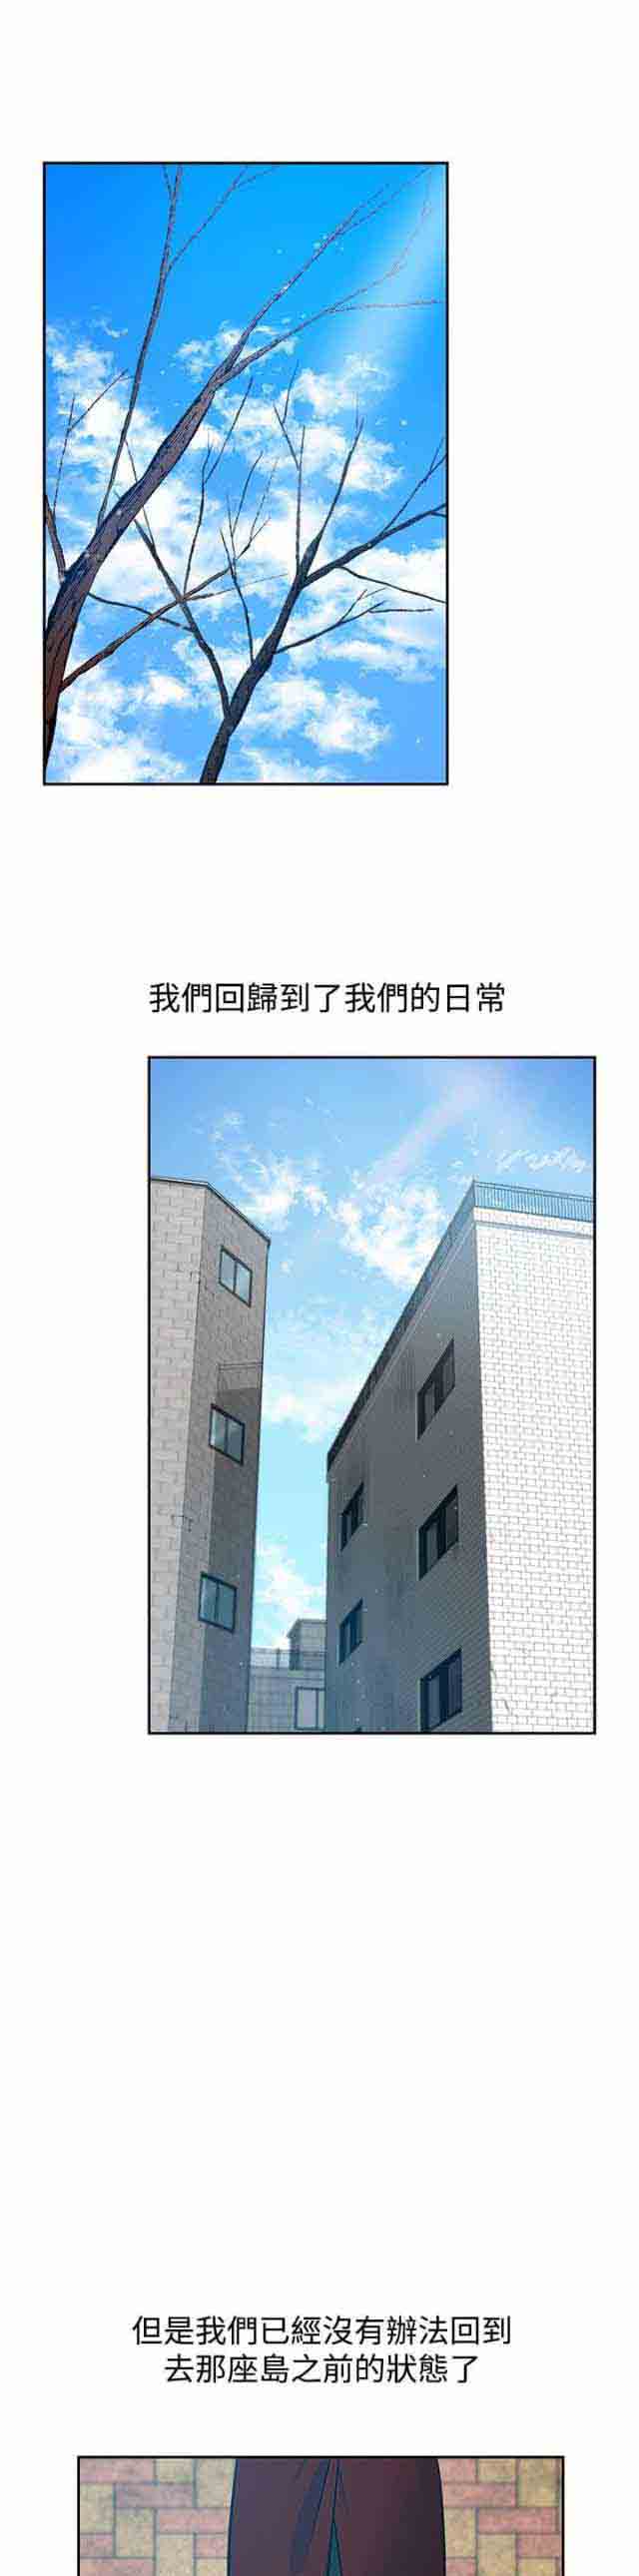 我們回歸到了我們的日常
但是我們已經沒有辦法回到
去那座島之前的狀態了